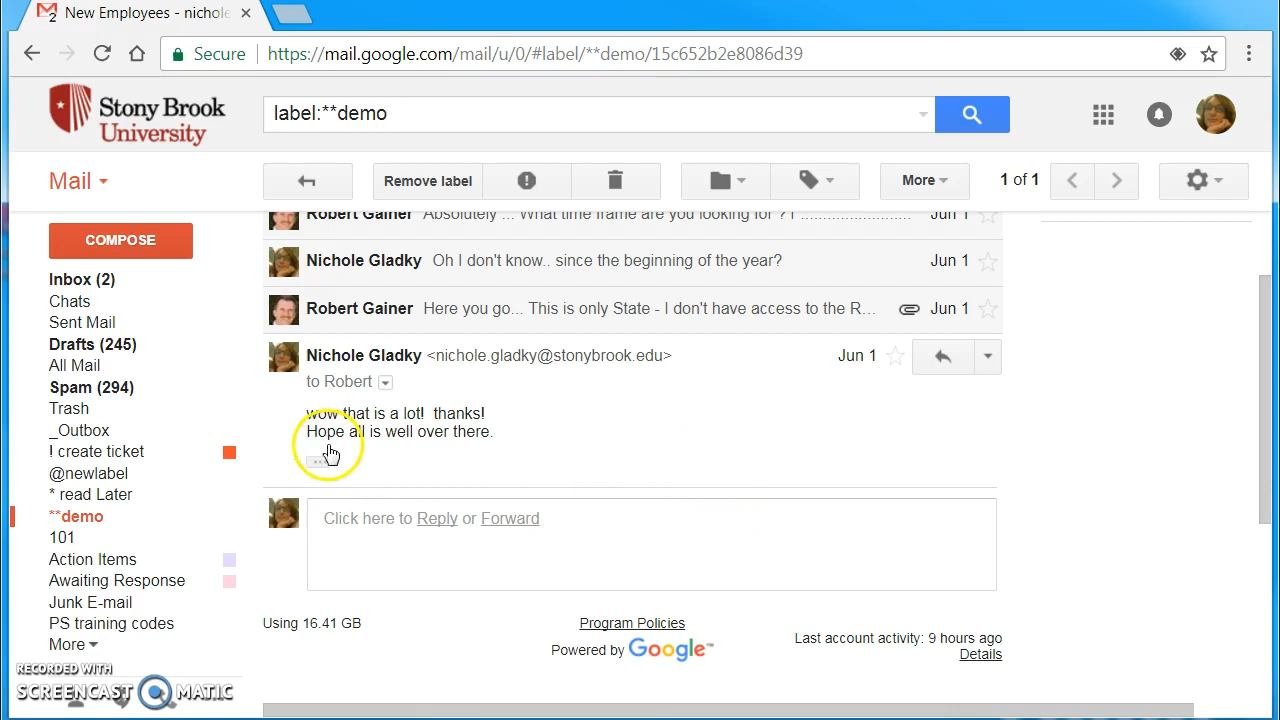 New Employees - nichole
Secure https://mail.google.com/mail/u/0/#label/**demo/15c652b2e8086d39
Stony Brook University
label:**demo
Mail
Remove label
More
1 of 1
COMPOSE
Inbox (2)
Chats
Sent Mail
Drafts (245)
All Mail
Spam (294)
Trash
_Outbox
! create ticket
@newlabel
* read Later
**demo
101
Action Items
Awaiting Response
Junk E-mail
PS training codes
More
Robert Gainer Absolutely ... What time frame are you looking for ? Jun 1
Nichole Gladky Oh I don't know.. since the beginning of the year? Jun 1
Robert Gainer Here you go... This is only State - I don't have access to the R... Jun 1
Nichole Gladky <nichole.gladky@stonybrook.edu> Jun 1
to Robert
wow that is a lot! thanks!
Hope all is well over there.
Click here to Reply or Forward
Using 16.41 GB
Program Policies
Powered by Google™
Last account activity: 9 hours ago
Details
RECORDED WITH
SCREENCAST MATIC